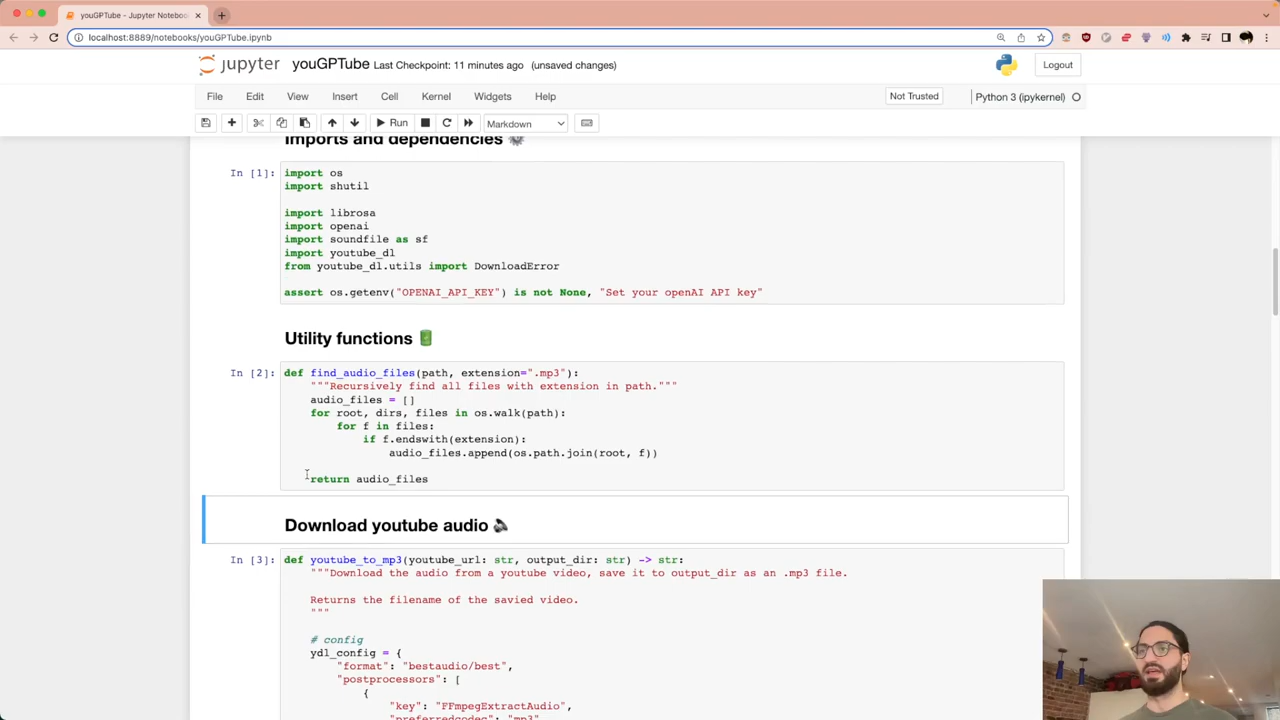 youGPTube - Jupyter Noteboo
localhost:8889/notebooks/youGPTube.ipynb
jupyter youGPTube Last Checkpoint: 11 minutes ago (unsaved changes)
Logout
File Edit View Insert Cell Kernel Widgets Help
Not Trusted
Python 3 (ipykernel)
Run
Markdown
Imports and dependencies
In [1]:
import os
import shutil
import librosa
import openai
import soundfile as sf
import youtube_dl
from youtube_dl.utils import DownloadError
assert os.getenv("OPENAI_API_KEY") is not None, "Set your openAI API key"
Utility functions
In [2]:
def find_audio_files(path, extension=".mp3"):
"""Recursively find all files with extension in path."""
audio_files = []
for root, dirs, files in os.walk(path):
for f in files:
if f.endswith(extension):
audio_files.append(os.path.join(root, f))
return audio_files
Download youtube audio
In [3]:
def youtube_to_mp3(youtube_url: str, output_dir: str) -> str:
"""Download the audio from a youtube video, save it to output_dir as an .mp3 file.
Returns the filename of the savied video.
"""
# config
ydl_config = {
"format": "bestaudio/best",
"postprocessors": [
{
"key": "FFmpegExtractAudio",
"preferredcodec": "mp3",